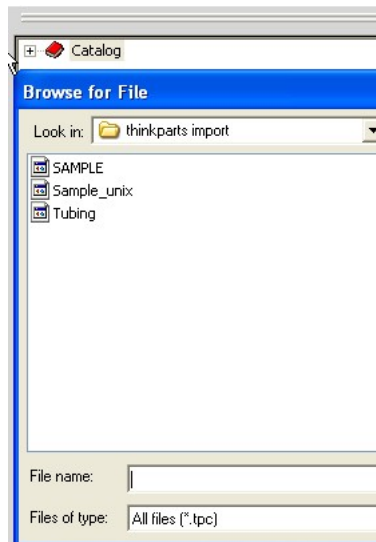 Catalog
Browse for File
Look in: thinkparts import
SAMPLE
Sample_unix
Tubing
File name:
Files of type: All files (*.tpc)